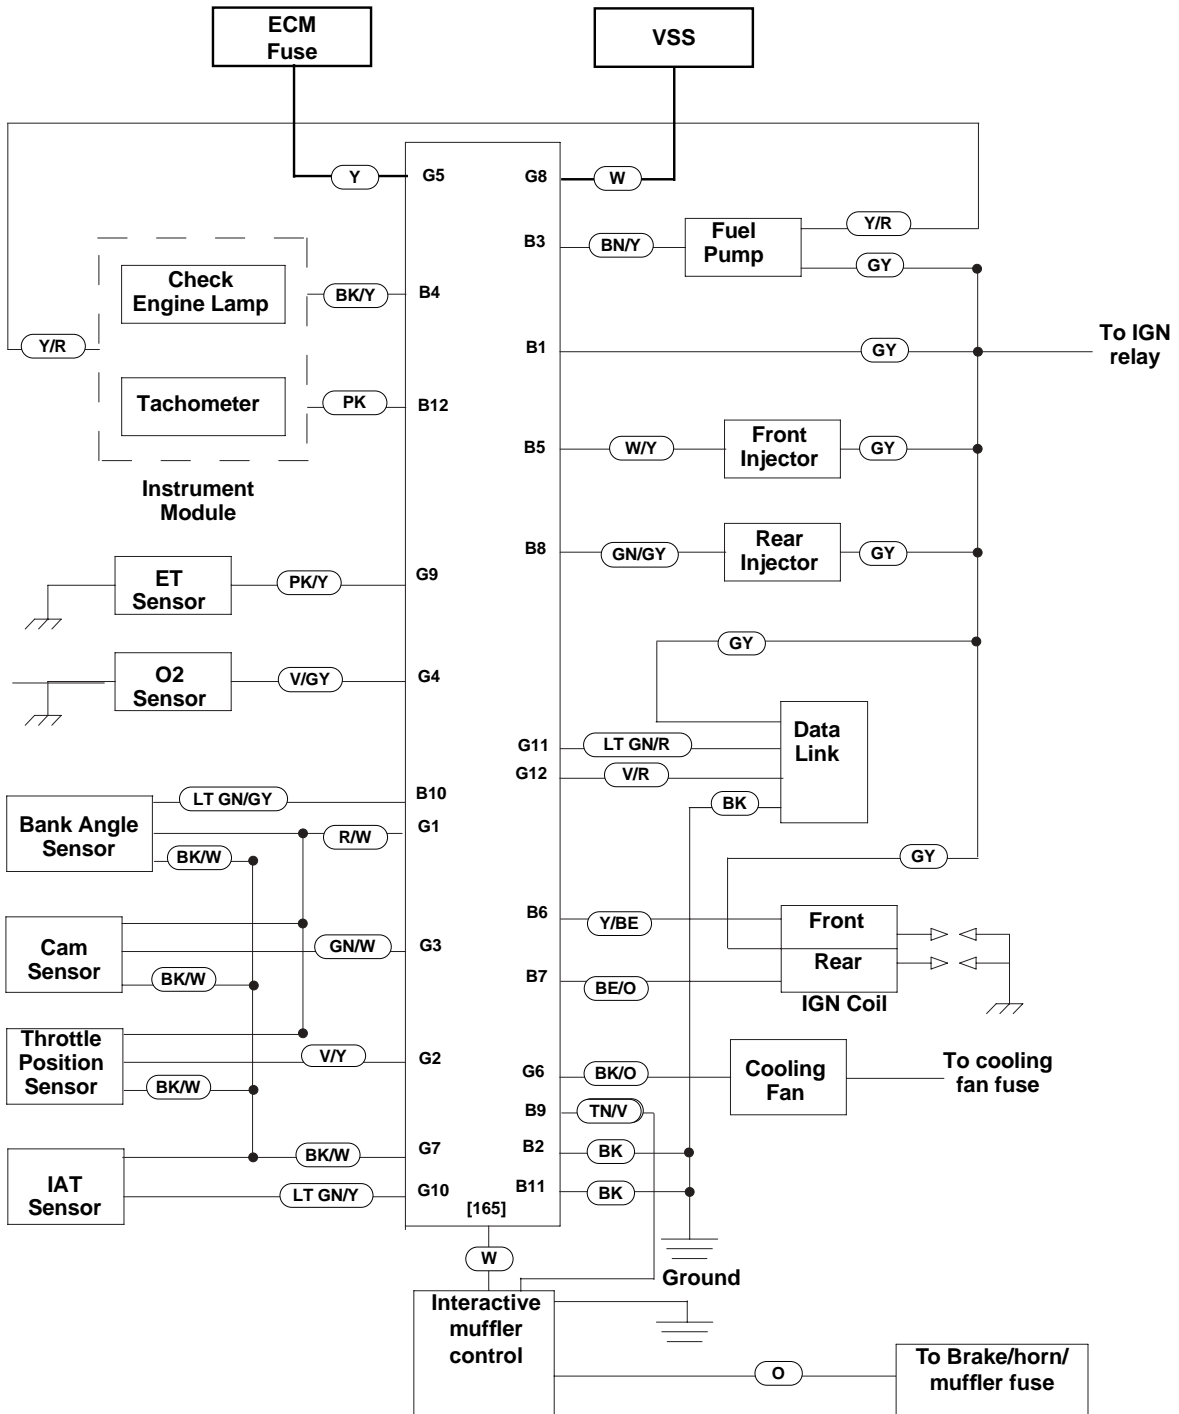 ECM
Fuse
VSS
Y
G5
G8
W
B3
BN/Y
Fuel
Pump
Y/R
GY
Check
Engine Lamp
BK/Y
B4
Y/R
B1
GY
To IGN
relay
Tachometer
PK
B12
B5
W/Y
Front
Injector
GY
Instrument
Module
B8
GN/GY
Rear
Injector
GY
ET
Sensor
PK/Y
G9
GY
O2
Sensor
V/GY
G4
Data
Link
G11
LT GN/R
G12
V/R
BK
LT GN/GY
B10
Bank Angle
Sensor
R/W
G1
BK/W
GY
B6
Y/BE
Front
Cam
Sensor
GN/W
G3
BK/W
B7
BE/O
Rear
IGN Coil
Throttle
Position
Sensor
V/Y
G2
BK/W
G6
BK/O
Cooling
Fan
To cooling
fan fuse
B9
TN/V
BK/W
G7
B2
BK
IAT
Sensor
LT GN/Y
G10
B11
BK
[165]
W
Ground
Interactive
muffler
control
O
To Brake/horn/
muffler fuse